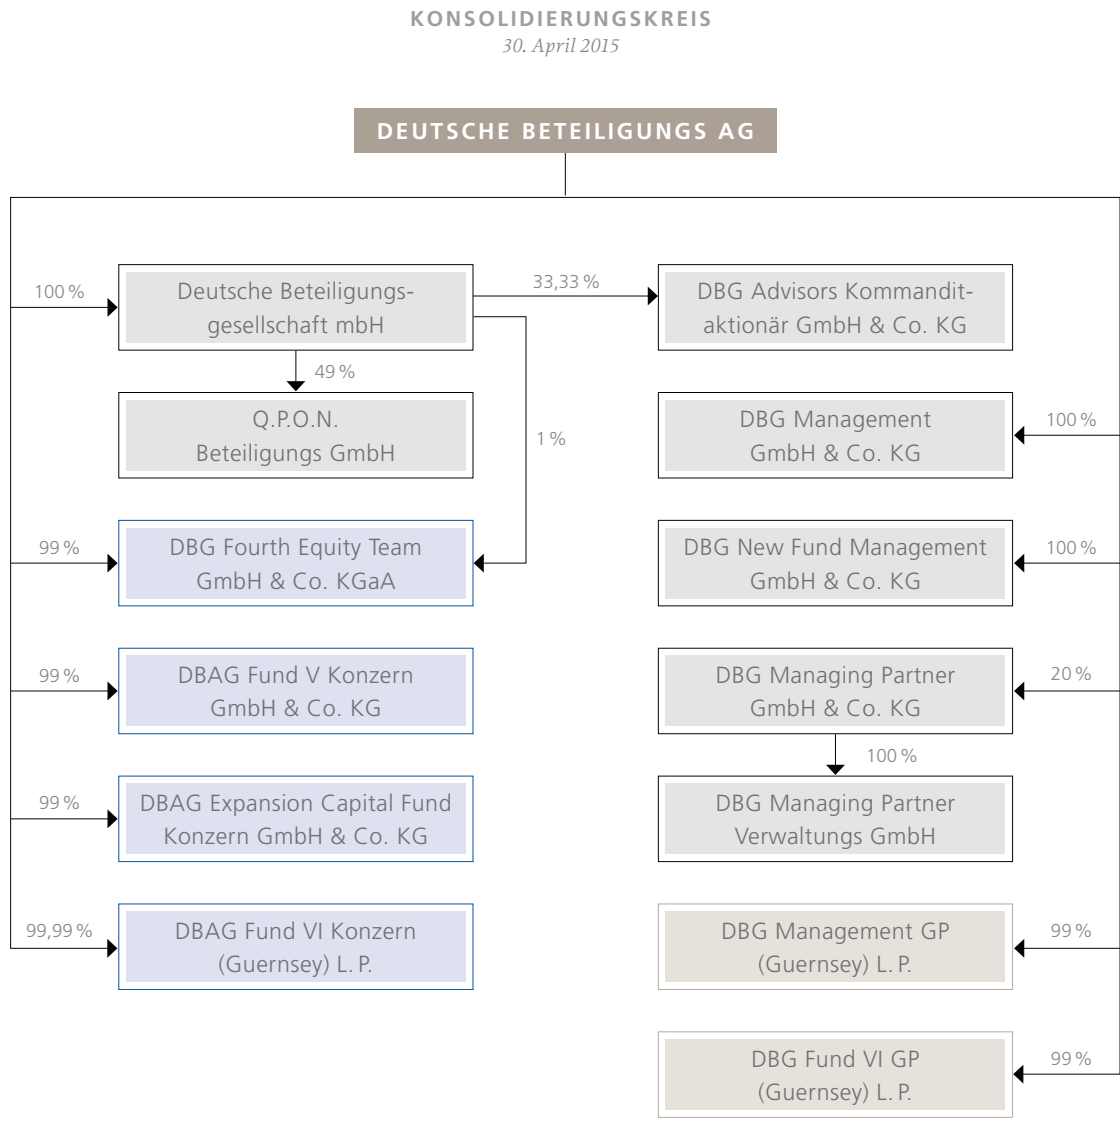 KONSOLIDIERUNGSKREIS
30. April 2015
DEUTSCHE BETEILIGUNGS AG
100 %
Deutsche Beteiligungs-
gesellschaft mbH
33,33 %
DBG Advisors Kommandit-
aktionär GmbH & Co. KG
49 %
1 %
Q.P.O.N.
Beteiligungs GmbH
DBG Management
GmbH & Co. KG
100 %
99 %
DBG Fourth Equity Team
GmbH & Co. KGaA
DBG New Fund Management
GmbH & Co. KG
100 %
99 %
DBAG Fund V Konzern
GmbH & Co. KG
DBG Managing Partner
GmbH & Co. KG
20 %
100 %
99 %
DBAG Expansion Capital Fund
Konzern GmbH & Co. KG
DBG Managing Partner
Verwaltungs GmbH
99,99 %
DBAG Fund VI Konzern
(Guernsey) L. P.
DBG Management GP
(Guernsey) L. P.
99 %
DBG Fund VI GP
(Guernsey) L. P.
99 %